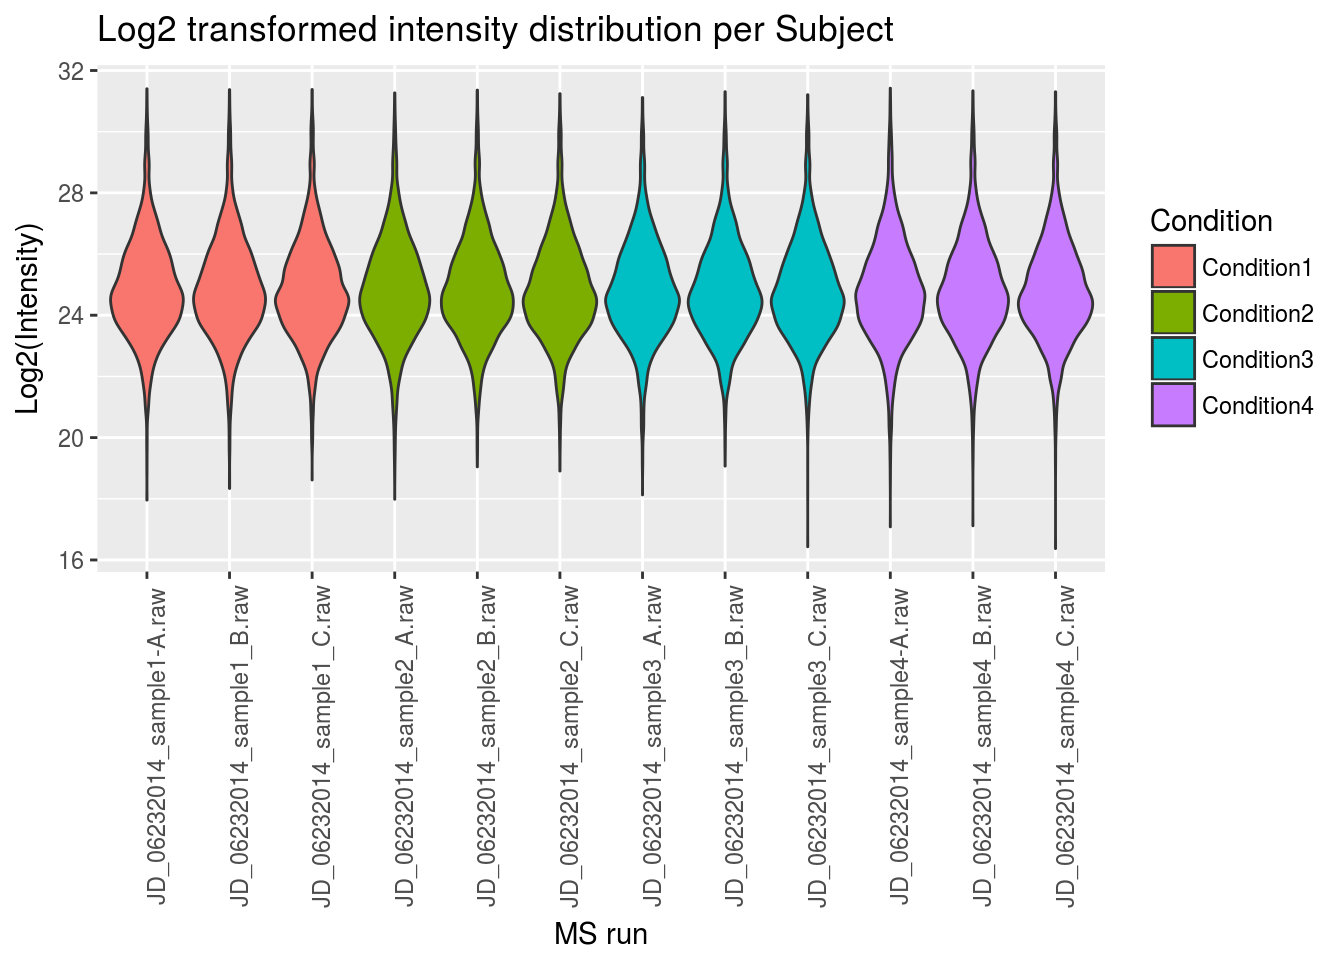 Log2 transformed intensity distribution per Subject
Log2(Intensity)
32
28
24
20
16
JD_06232014_sample1-A.raw
JD_06232014_sample1_B.raw
JD_06232014_sample1_C.raw
JD_06232014_sample2_A.raw
JD_06232014_sample2_B.raw
JD_06232014_sample2_C.raw
JD_06232014_sample3_A.raw
JD_06232014_sample3_B.raw
JD_06232014_sample3_C.raw
JD_06232014_sample4-A.raw
JD_06232014_sample4_B.raw
JD_06232014_sample4_C.raw
MS run
Condition
Condition1
Condition2
Condition3
Condition4